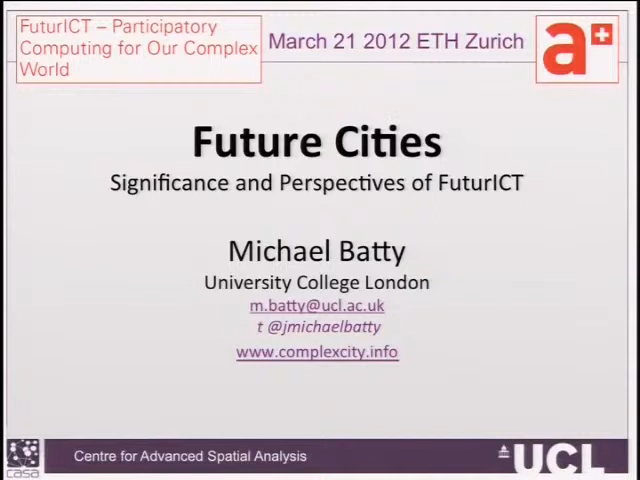 FuturICT – Participatory
Computing for Our Complex
World
March 21 2012 ETH Zurich
a+
Future Cities
Significance and Perspectives of FuturICT
Michael Batty
University College London
m.batty@ucl.ac.uk
t @jmichaelbatty
www.complexcity.info
casa
Centre for Advanced Spatial Analysis
UCL